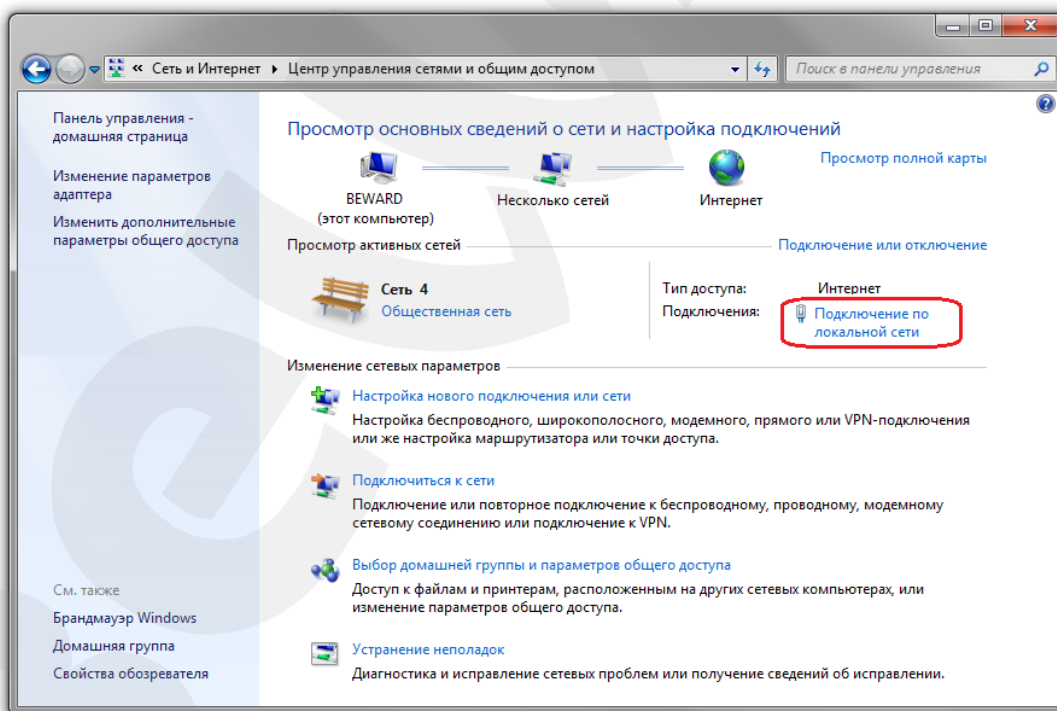 « Сеть и Интернет ▸ Центр управления сетями и общим доступом
Поиск в панели управления
Панель управления -
домашняя страница
Изменение параметров
адаптера
Изменить дополнительные
параметры общего доступа
См. также
Брандмауэр Windows
Домашняя группа
Свойства обозревателя
Просмотр основных сведений о сети и настройка подключений
Просмотр полной карты
BEWARD
(этот компьютер)
Несколько сетей
Интернет
Просмотр активных сетей
Подключение или отключение
Сеть 4
Общественная сеть
Тип доступа: Интернет
Подключения: Подключение по
локальной сети
Изменение сетевых параметров
Настройка нового подключения или сети
Настройка беспроводного, широкополосного, модемного, прямого или VPN-подключения
или же настройка маршрутизатора или точки доступа.
Подключиться к сети
Подключение или повторное подключение к беспроводному, проводному, модемному
сетевому соединению или подключение к VPN.
Выбор домашней группы и параметров общего доступа
Доступ к файлам и принтерам, расположенным на других сетевых компьютерах, или
изменение параметров общего доступа.
Устранение неполадок
Диагностика и исправление сетевых проблем или получение сведений об исправлении.